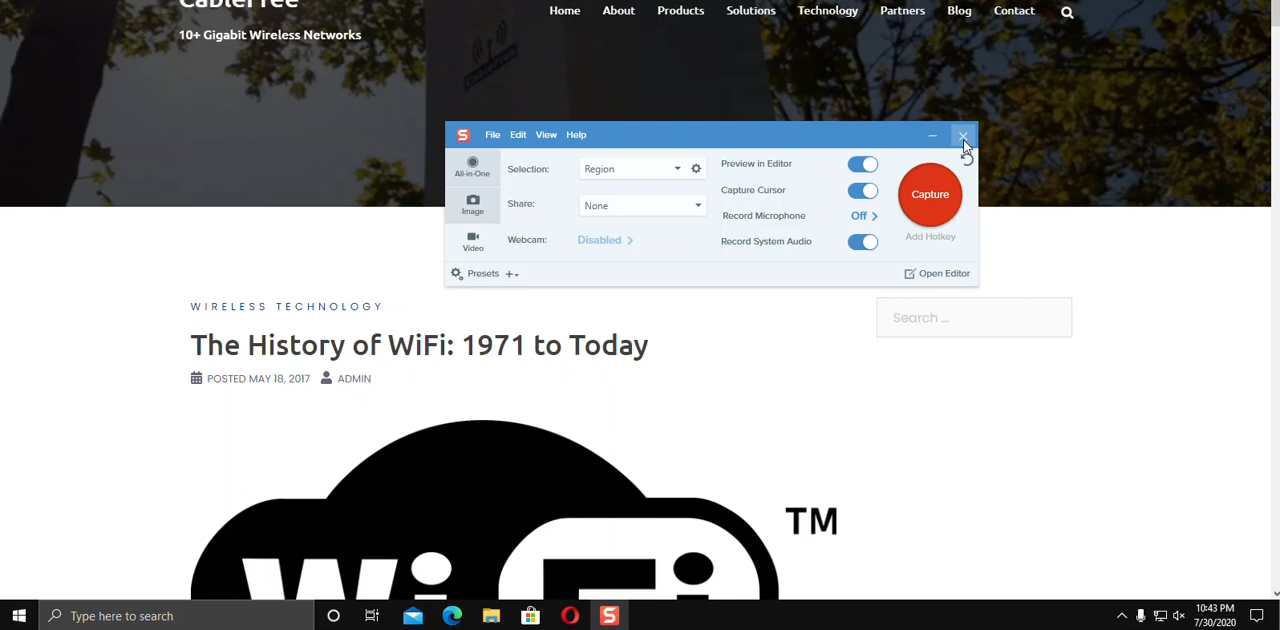 CableFree
10+ Gigabit Wireless Networks
Home About Products Solutions Technology Partners Blog Contact
S File Edit View Help
All-in-One
Image
Video
Selection: Region
Share: None
Webcam: Disabled
Preview in Editor
Capture Cursor
Record Microphone Off
Record System Audio
Capture
Add Hotkey
Presets
Open Editor
WIRELESS TECHNOLOGY
Search ...
The History of WiFi: 1971 to Today
POSTED MAY 18, 2017 ADMIN
TM
Wi Fi
Type here to search
S
10:43 PM
7/30/2020